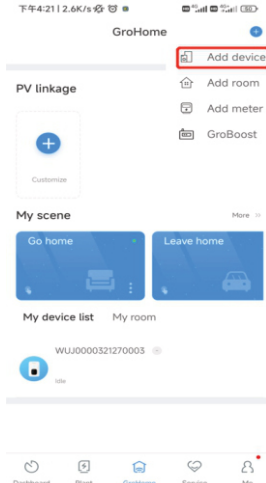 下午4:21 | 2.6K/s
GroHome
Add device
Add room
Add meter
GroBoost
PV linkage
Customize
My scene
More
Go home
Leave home
My device list
My room
WUJ0000321270003
Idle
Dashboard
Plant
GroHome
Service
Me